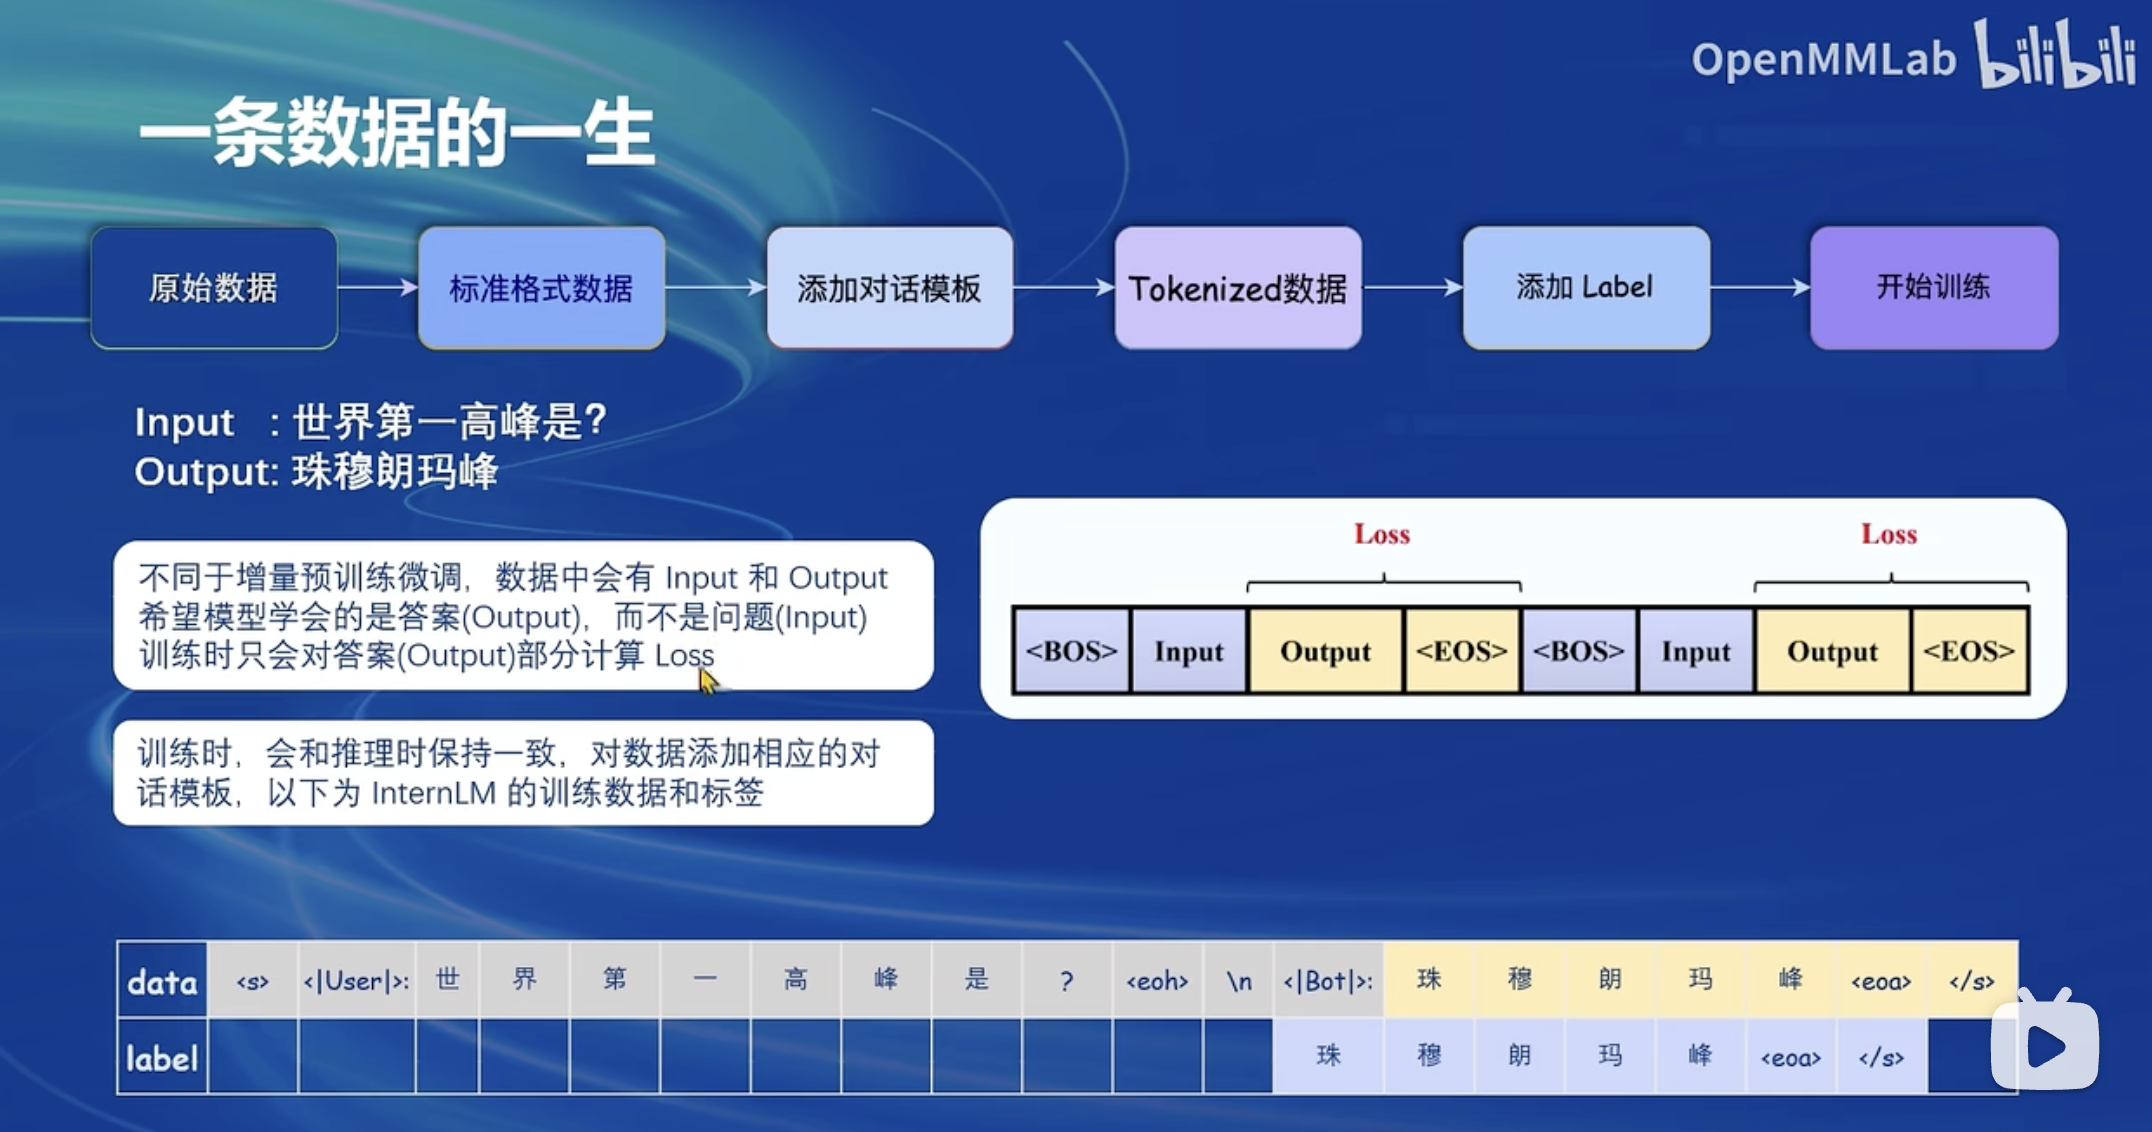 OpenMMLab bilibili
一条数据的一生
原始数据
标准格式数据
添加对话模板
Tokenized数据
添加 Label
开始训练
Input : 世界第一高峰是?
Output: 珠穆朗玛峰
不同于增量预训练微调，数据中会有 Input 和 Output
希望模型学会的是答案(Output)，而不是问题(Input)
训练时只会对答案(Output)部分计算 Loss
训练时，会和推理时保持一致，对数据添加相应的对
话模板，以下为 InternLM 的训练数据和标签
Loss Loss
<BOS> Input Output <EOS> <BOS> Input Output <EOS>
data <s> <|User|>: 世 界 第 一 高 峰 是 ? <eoh> \n <|Bot|>: 珠 穆 朗 玛 峰 <eoa> </s>
label 珠 穆 朗 玛 峰 <eoa> </s>